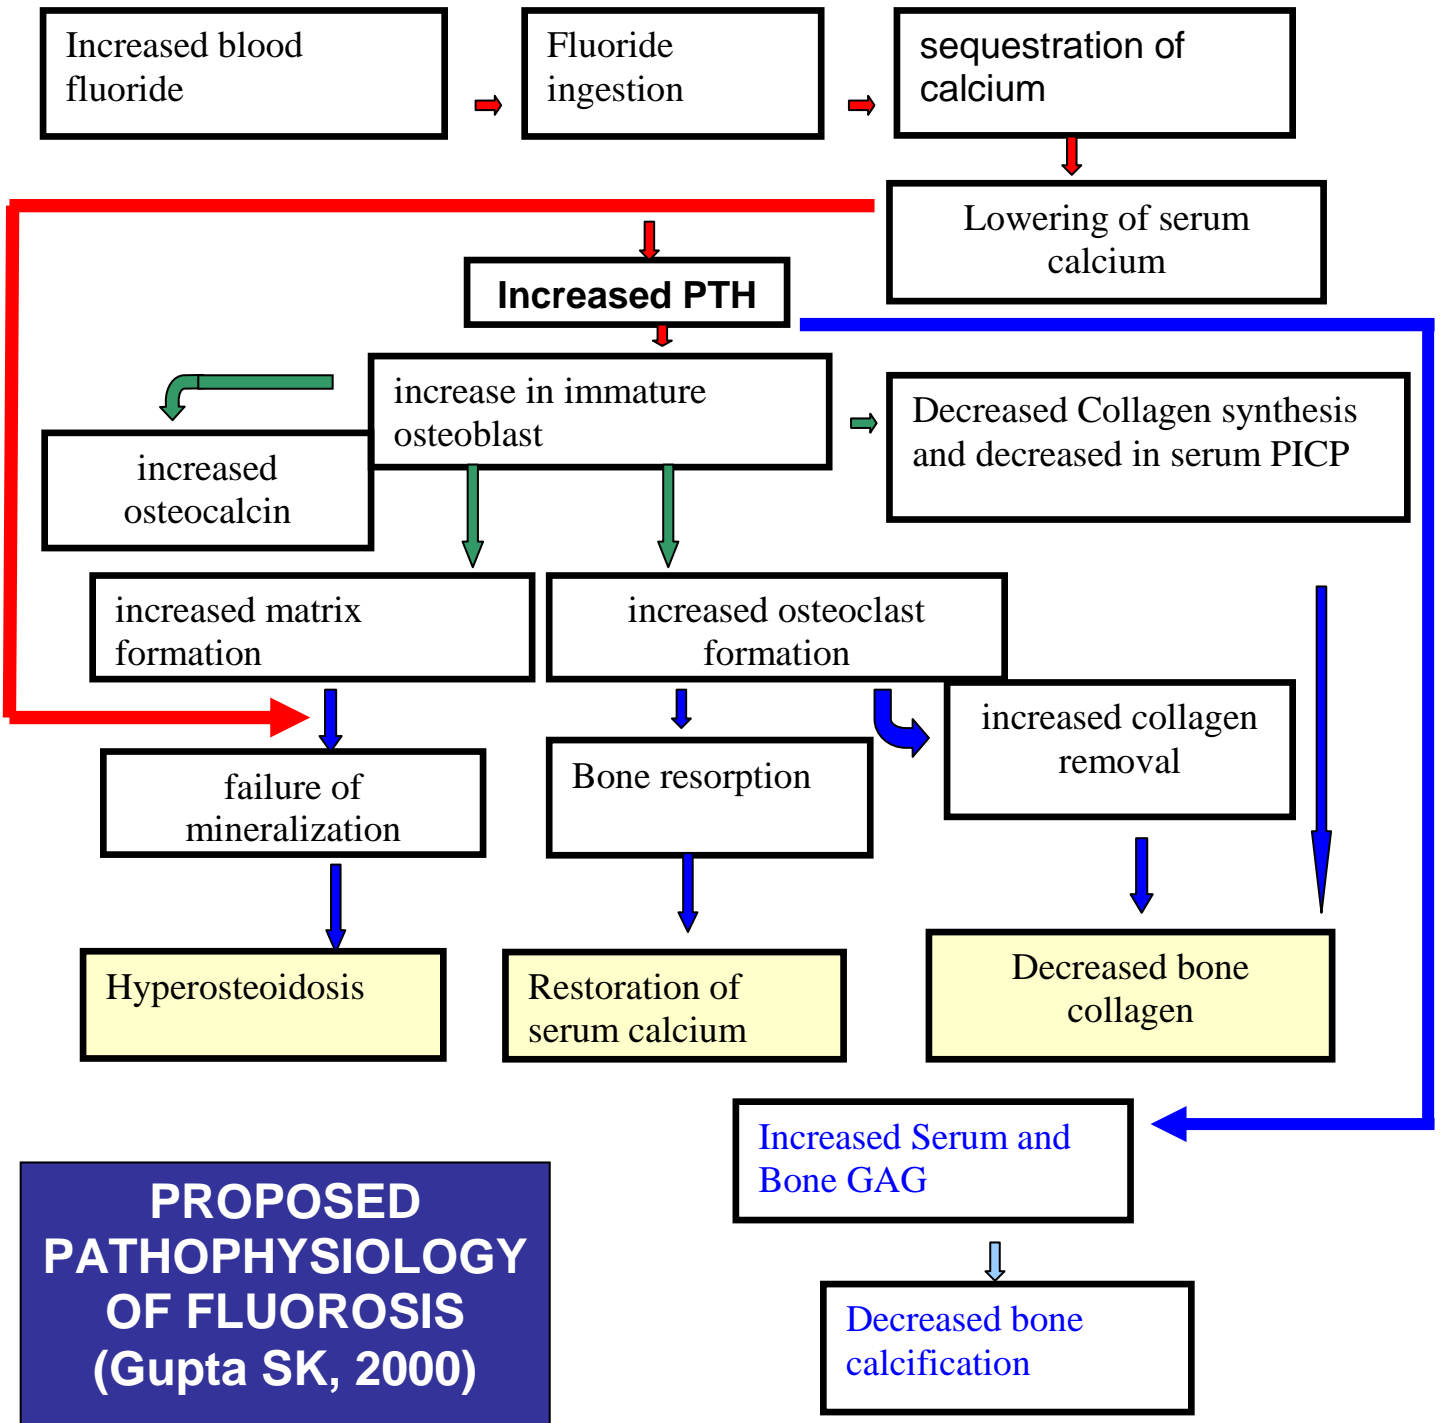 Increased blood
fluoride
Fluoride
ingestion
sequestration of
calcium
Lowering of serum
calcium
Increased PTH
increase in immature
osteoblast
Decreased Collagen synthesis
and decreased in serum PICP
increased
osteocalcin
increased matrix
formation
increased osteoclast
formation
increased collagen
removal
failure of
mineralization
Bone resorption
Hyperosteoidosis
Restoration of
serum calcium
Decreased bone
collagen
Increased Serum and
Bone GAG
Decreased bone
calcification
PROPOSED
PATHOPHYSIOLOGY
OF FLUOROSIS
(Gupta SK, 2000)